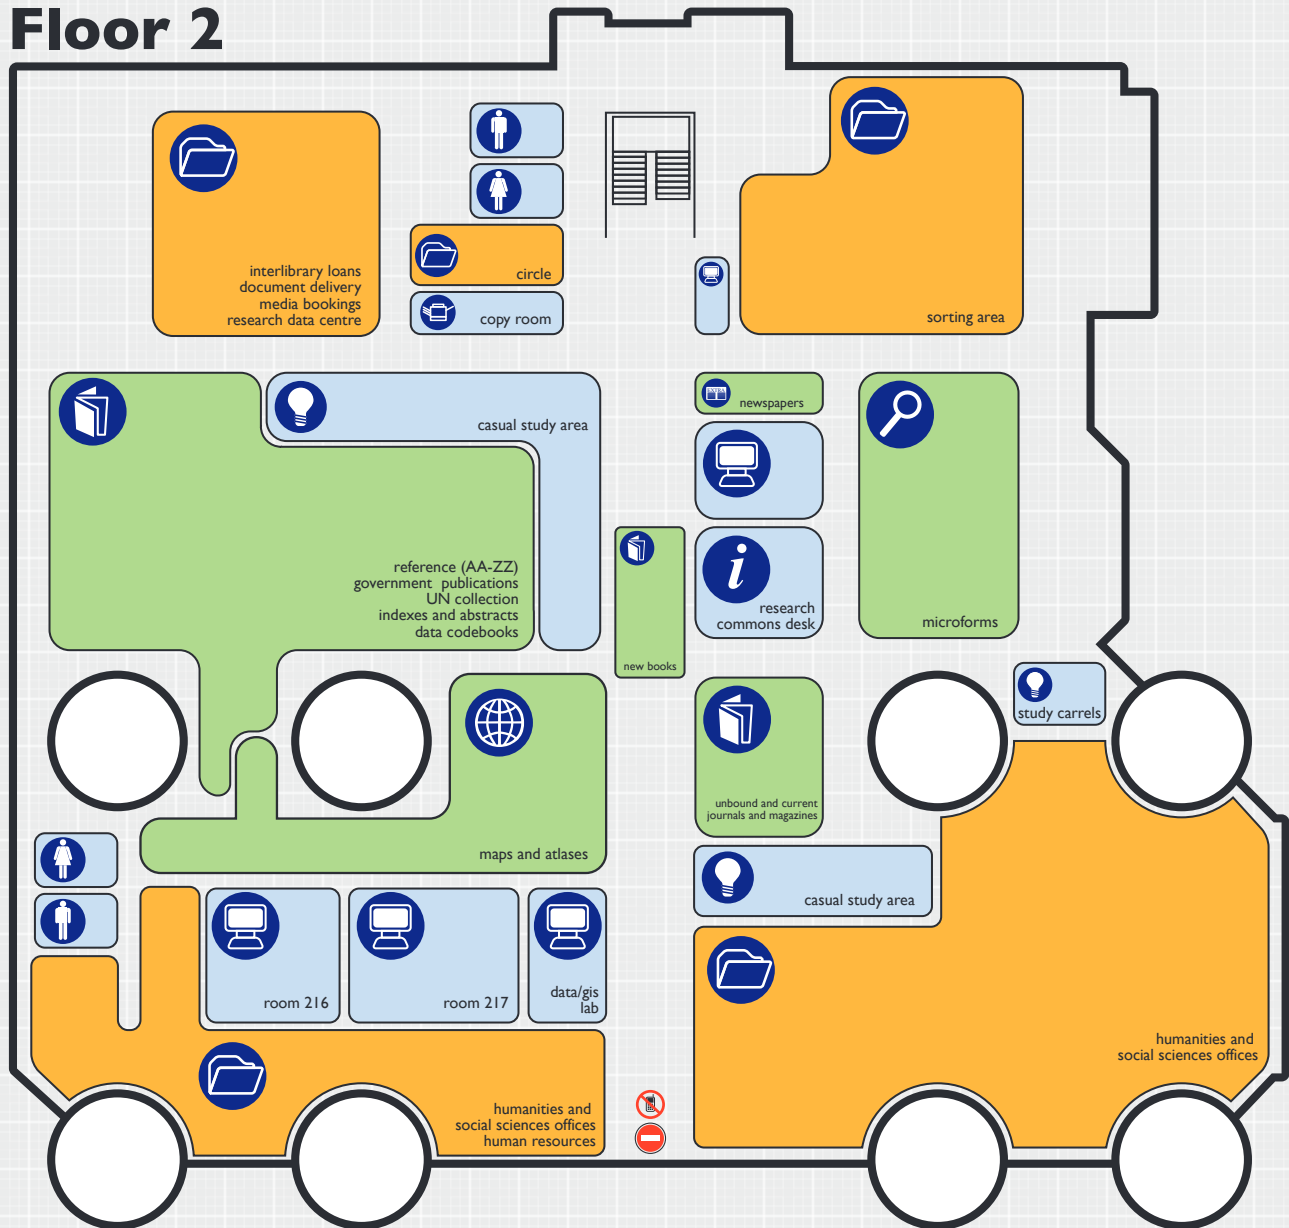 Floor 2
interlibrary loans
document delivery
media bookings
research data centre
circle
copy room
sorting area
casual study area
EXTRA
newspapers
reference (AA-ZZ)
government publications
UN collection
indexes and abstracts
data codebooks
new books
i
research
commons desk
microforms
study carrels
unbound and current
journals and magazines
maps and atlases
casual study area
room 216
room 217
data/gis
lab
humanities and
social sciences offices
humanities and
social sciences offices
human resources